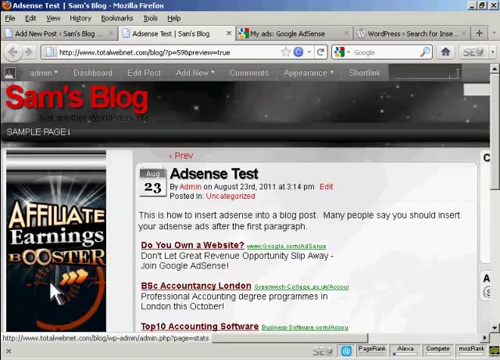 Adsense Test | Sam's Blog - Mozilla Firefox
File Edit View History Bookmarks Tools Help
Add New Post ‹ Sam's Blog ... Adsense Test | Sam's Blog My ads: Google AdSense WordPress › Search for Inse...
http://www.totalwebnet.com/blog/?p=59&preview=true
admin Dashboard Edit Post Add New Comments Appearance Shortlink
Sam's Blog
Just another WordPress site
SAMPLE PAGE↓
‹ Prev
Aug
23
Adsense Test
By Admin on August 23rd, 2011 at 3:14 pm Edit
Posted In: Uncategorized
This is how to insert adsense into a blog post. Many people say you should insert
your adsense ads after the first paragraph.
Do You Own a Website? www.Google.com/AdSense
Don't Let Great Revenue Opportunity Slip Away -
Join Google AdSense!
BSc Accountancy London Greenwich-College.ac.uk/Accou
Professional Accounting degree programmes in
London this October!
Top10 Accounting Software Business-Software.com/Accou
AFFILIATE
Earnings
BOOSTER
http://www.totalwebnet.com/blog/wp-admin/admin.php?page=stats
PageRank Alexa Compete mozRank